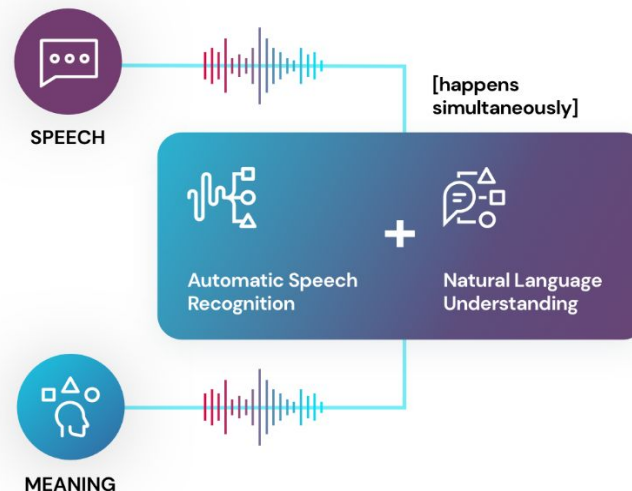 SPEECH
[happens
simultaneously]
Automatic Speech
Recognition
+
Natural Language
Understanding
MEANING